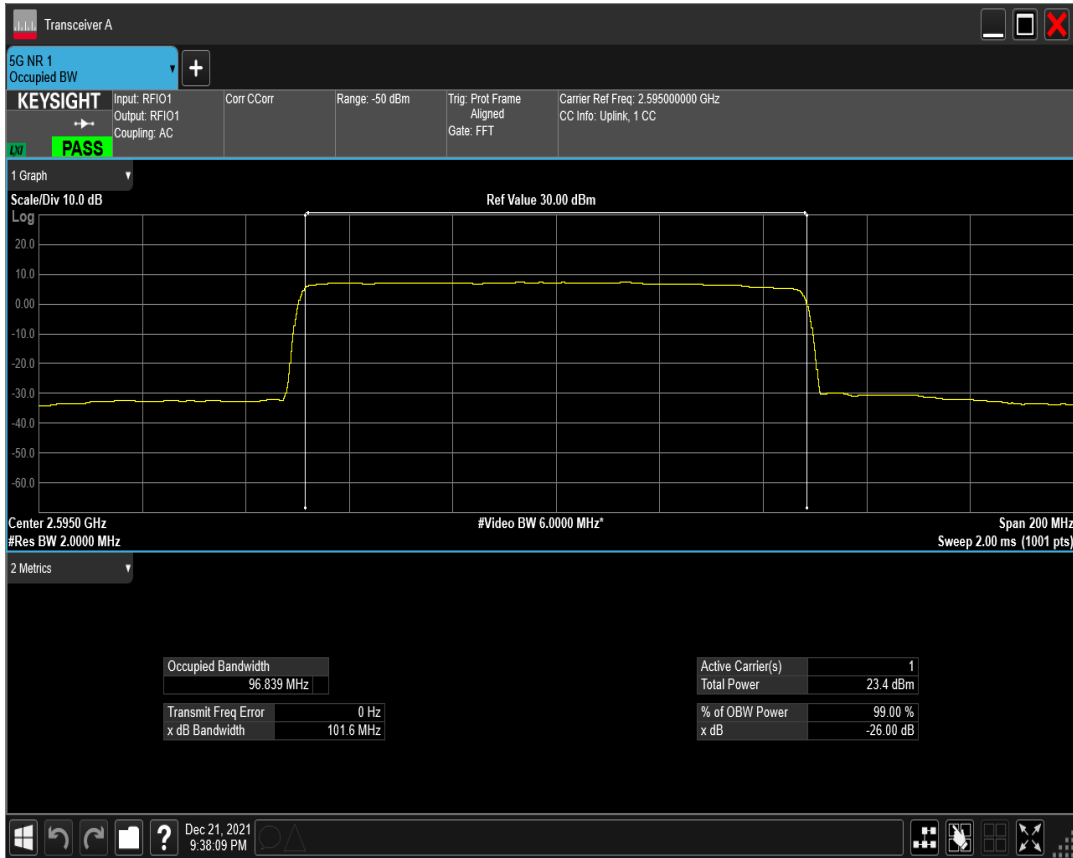 Transceiver A
5G NR 1
Occupied BW
+
KEYSIGHT
LXI
PASS
Input: RFIO1
Output: RFIO1
Coupling: AC
Corr CCorr
Range: -50 dBm
Trig: Prot Frame
Aligned
Gate: FFT
Carrier Ref Freq: 2.595000000 GHz
CC Info: Uplink, 1 CC
1 Graph
Scale/Div 10.0 dB
Ref Value 30.00 dBm
Log
20.0
10.0
0.00
-10.0
-20.0
-30.0
-40.0
-50.0
-60.0
Center 2.5950 GHz
#Video BW 6.0000 MHz*
Span 200 MHz
#Res BW 2.0000 MHz
Sweep 2.00 ms (1001 pts)
2 Metrics
Occupied Bandwidth
96.839 MHz
Transmit Freq Error 0 Hz
x dB Bandwidth 101.6 MHz
Active Carrier(s) 1
Total Power 23.4 dBm
% of OBW Power 99.00 %
x dB -26.00 dB
?
Dec 21, 2021
9:38:09 PM